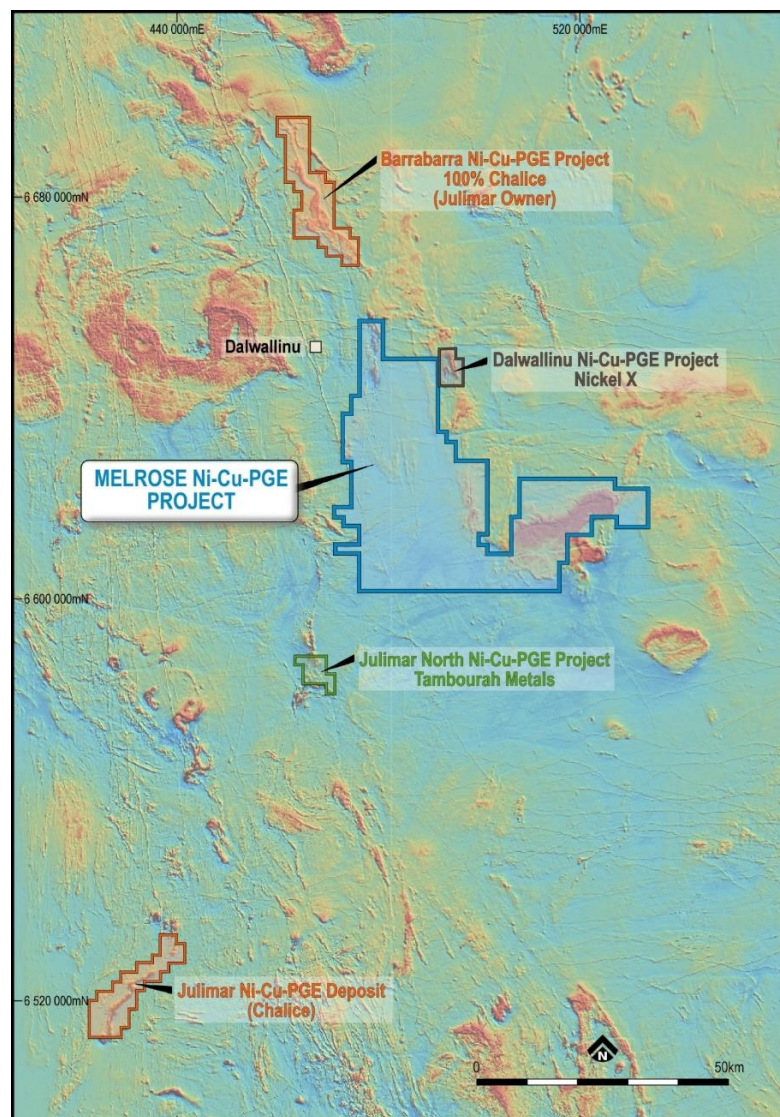 440 000mE
520 000mE
Barrabarra Ni-Cu-PGE Project
100% Chalice
(Julimar Owner)
6 680 000mN
Dalwallinu
Dalwallinu Ni-Cu-PGE Project
Nickel X
MELROSE Ni-Cu-PGE
PROJECT
6 600 000mN
Julimar North Ni-Cu-PGE Project
Tambourah Metals
Julimar Ni-Cu-PGE Deposit
(Chalice)
6 520 000mN
N
0
50km